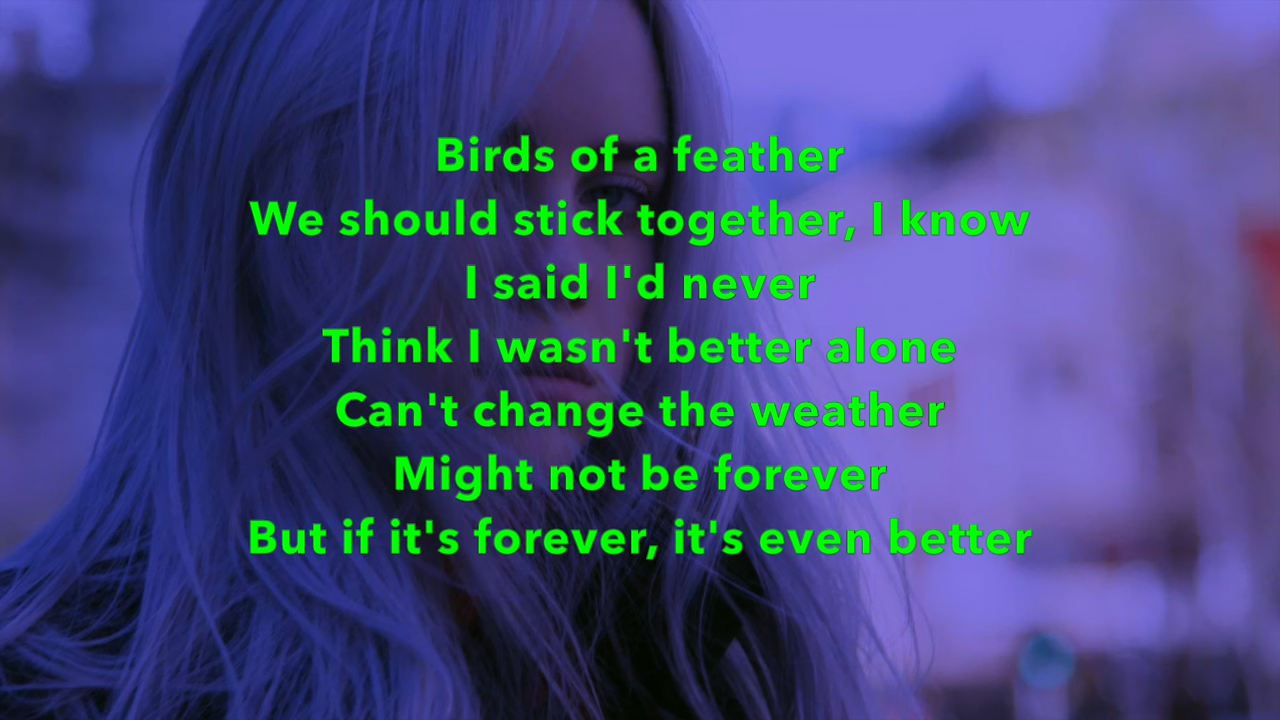 Birds of a feather
We should stick together, I know
I said I'd never
Think I wasn't better alone
Can't change the weather
Might not be forever
But if it's forever, it's even better